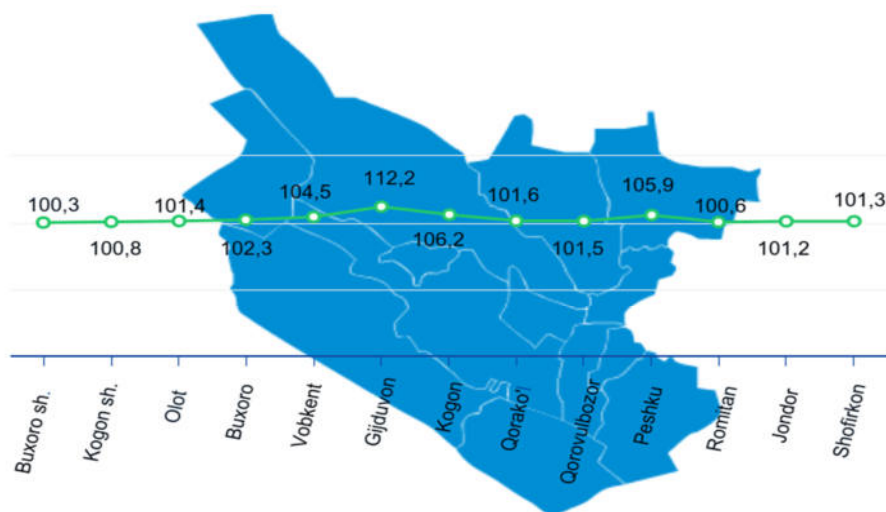 112,2
104,5
105,9
100,3
101,4
101,6
100,6
101,3
100,8
102,3
106,2
101,5
101,2
Buxoro sh.
Kogon sh.
Olot
Buxoro
Vobkent
Gijduvon
Kogon
Qorako'l
Qorovulbozor
Peshku
Romitan
Jondor
Shofirkon